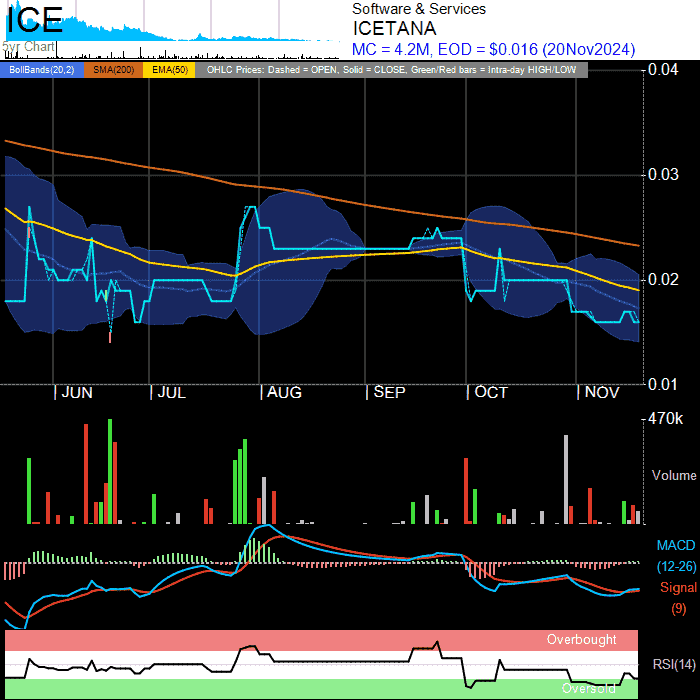 ICE
5yr Chart
Software & Services
ICETANA
MC = 4.2M, EOD = $0.016 (20Nov2024)
BollBands(20,2) SMA(200) EMA(50) OHLC Prices: Dashed = OPEN, Solid = CLOSE, Green/Red bars = Intra-day HIGH/LOW
0.04
0.03
0.02
0.01
| JUN | JUL | AUG | SEP | OCT | NOV
470k
Volume
MACD
(12-26)
Signal
(9)
Overbought
RSI(14)
Oversold